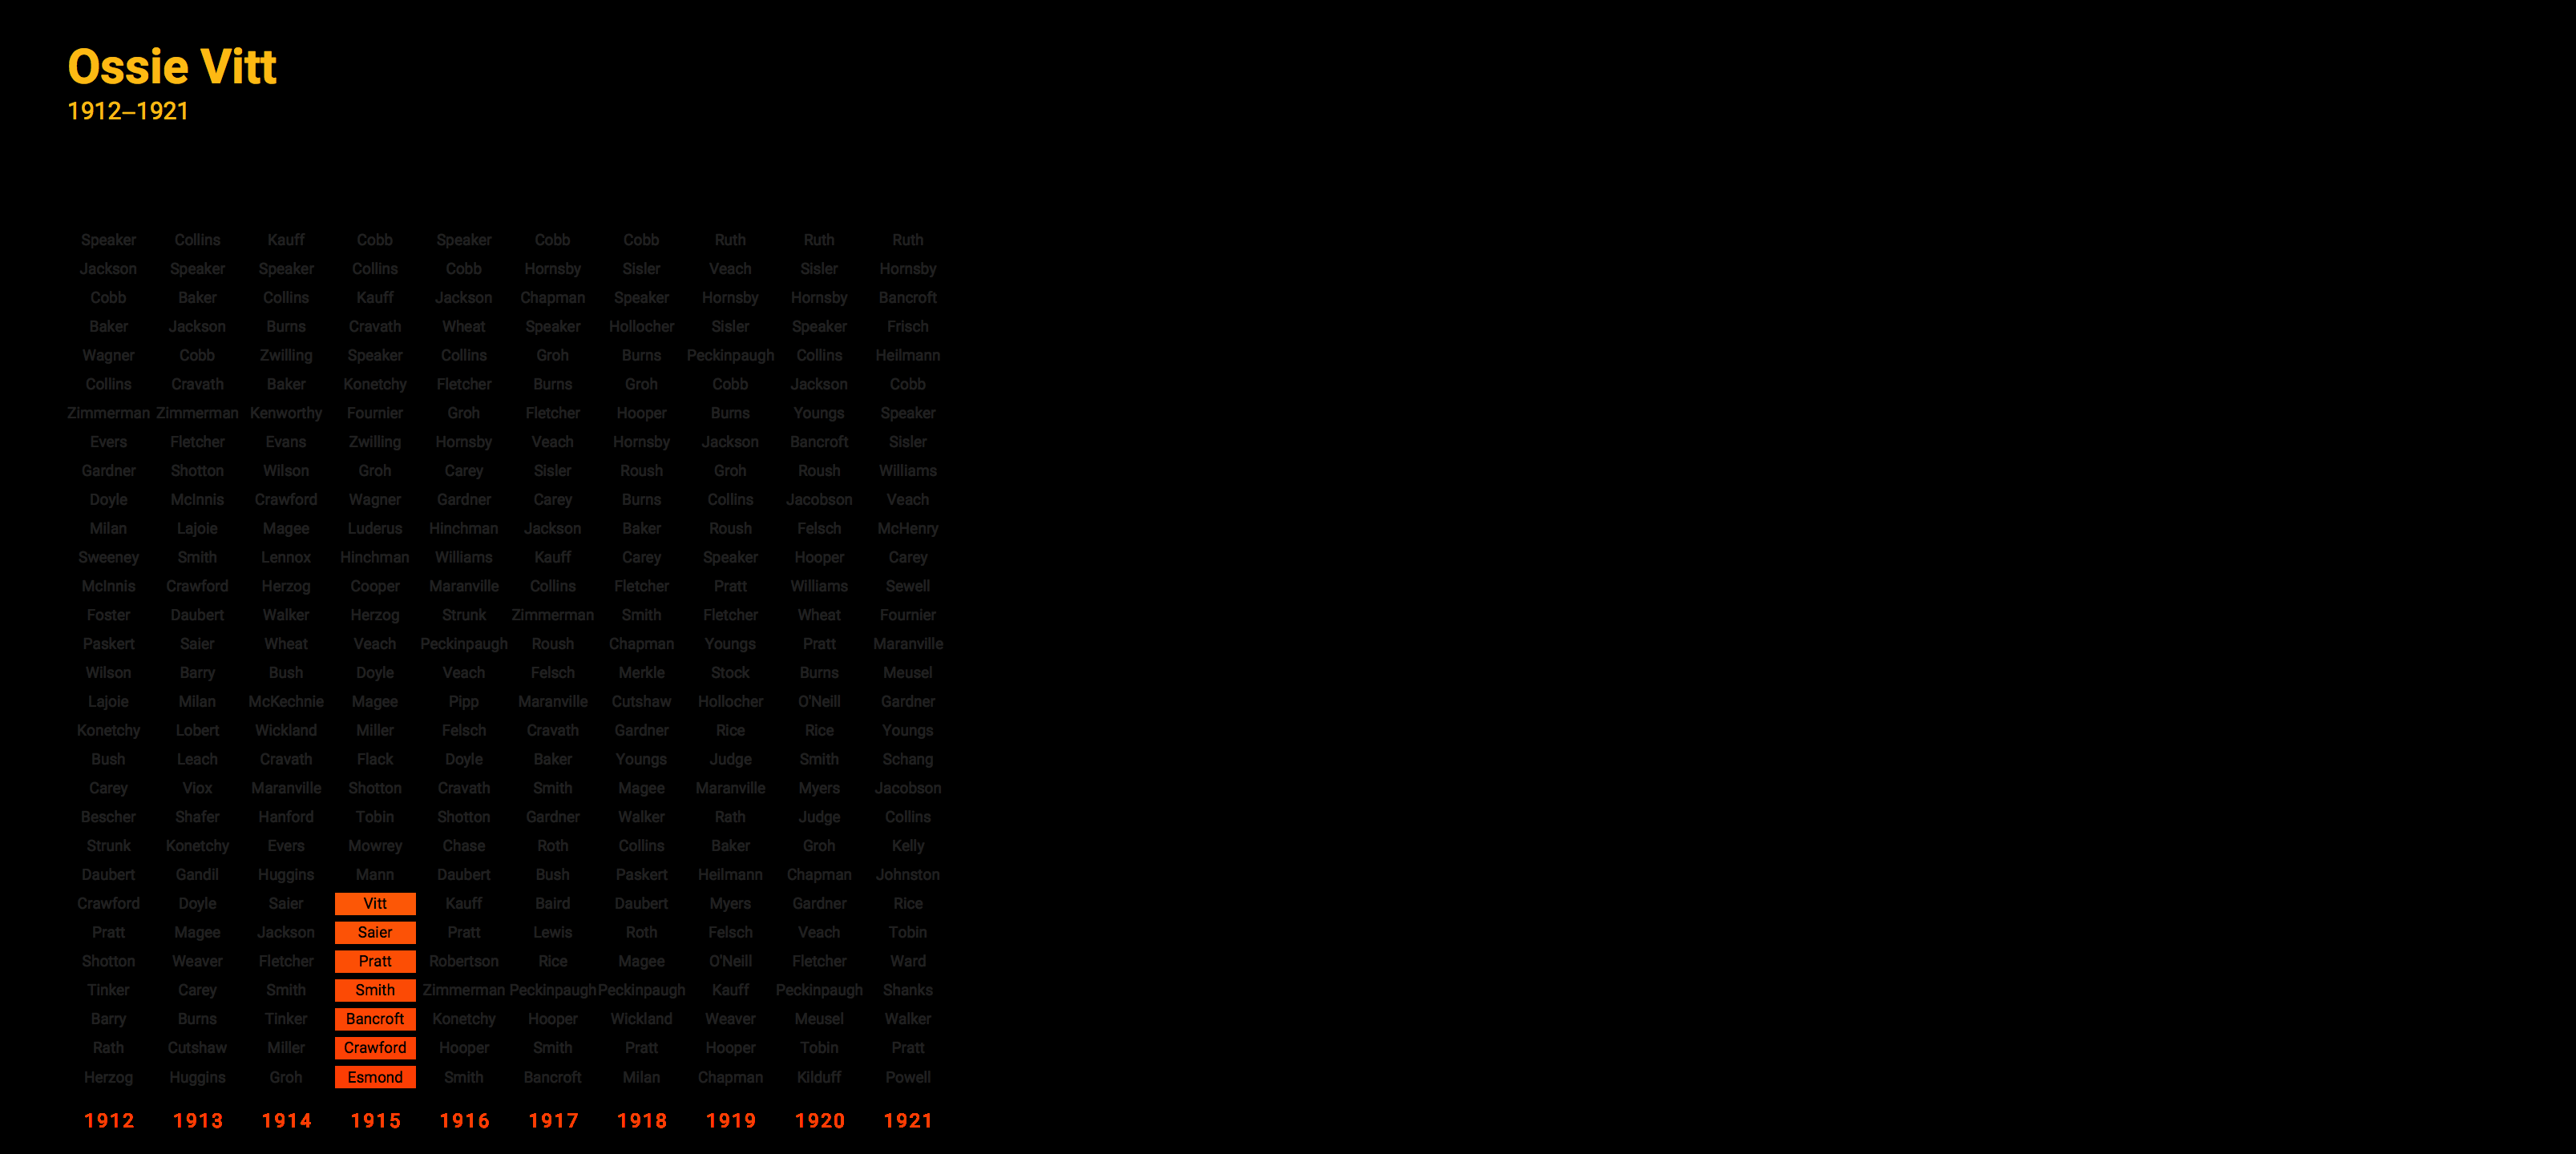 Ossie Vitt
1912–1921
Speaker Collins Kauff Cobb Speaker Cobb Cobb Ruth Ruth Ruth
Jackson Speaker Speaker Collins Cobb Hornsby Sisler Veach Sisler Hornsby
Cobb Baker Collins Kauff Jackson Chapman Speaker Hornsby Hornsby Bancroft
Baker Jackson Burns Cravath Wheat Speaker Hollocher Sisler Speaker Frisch
Wagner Cobb Zwilling Speaker Collins Groh Burns Peckinpaugh Collins Heilmann
Collins Cravath Baker Konetchy Fletcher Burns Groh Cobb Jackson Cobb
Zimmerman Zimmerman Kenworthy Fournier Groh Fletcher Hooper Burns Youngs Speaker
Evers Fletcher Evans Zwilling Hornsby Veach Hornsby Jackson Bancroft Sisler
Gardner Shotton Wilson Groh Carey Sisler Roush Groh Roush Williams
Doyle McInnis Crawford Wagner Gardner Carey Burns Collins Jacobson Veach
Milan Lajoie Magee Luderus Hinchman Jackson Baker Roush Felsch McHenry
Sweeney Smith Lennox Hinchman Williams Kauff Carey Speaker Hooper Carey
McInnis Crawford Herzog Cooper Maranville Collins Fletcher Pratt Williams Sewell
Foster Daubert Walker Herzog Strunk Zimmerman Smith Fletcher Wheat Fournier
Paskert Saier Wheat Veach Peckinpaugh Roush Chapman Youngs Pratt Maranville
Wilson Barry Bush Doyle Veach Felsch Merkle Stock Burns Meusel
Lajoie Milan McKechnie Magee Pipp Maranville Cutshaw Hollocher O'Neill Gardner
Konetchy Lobert Wickland Miller Felsch Cravath Gardner Rice Rice Youngs
Bush Leach Cravath Flack Doyle Baker Youngs Judge Smith Schang
Carey Viox Maranville Shotton Cravath Smith Magee Maranville Myers Jacobson
Bescher Shafer Hanford Tobin Shotton Gardner Walker Rath Judge Collins
Strunk Konetchy Evers Mowrey Chase Roth Collins Baker Groh Kelly
Daubert Gandil Huggins Mann Daubert Bush Paskert Heilmann Chapman Johnston
Crawford Doyle Saier Vitt Kauff Baird Daubert Myers Gardner Rice
Pratt Magee Jackson Saier Pratt Lewis Roth Felsch Veach Tobin
Shotton Weaver Fletcher Pratt Robertson Rice Magee O'Neill Fletcher Ward
Tinker Carey Smith Smith Zimmerman Peckinpaugh Peckinpaugh Kauff Peckinpaugh Shanks
Barry Burns Tinker Bancroft Konetchy Hooper Wickland Weaver Meusel Walker
Rath Cutshaw Miller Crawford Hooper Smith Pratt Hooper Tobin Pratt
Herzog Huggins Groh Esmond Smith Bancroft Milan Chapman Kilduff Powell
1912 1913 1914 1915 1916 1917 1918 1919 1920 1921